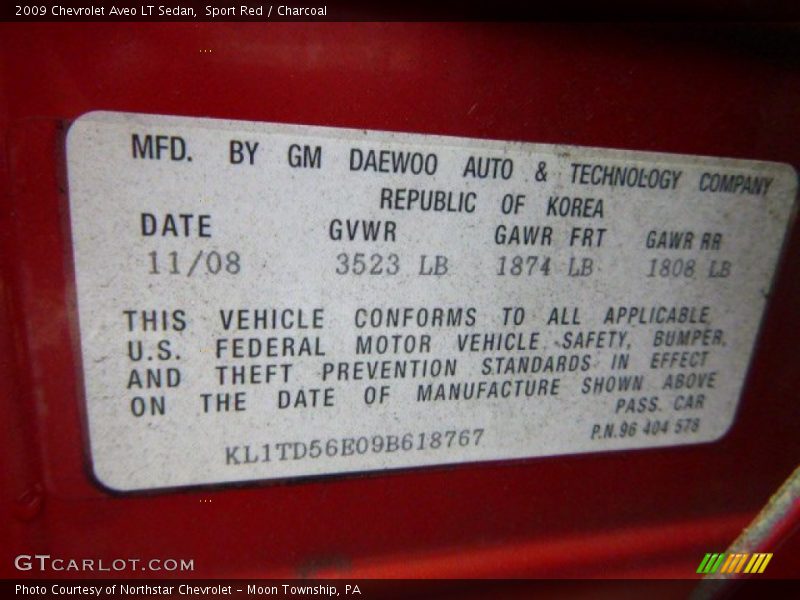 2009 Chevrolet Aveo LT Sedan,  Sport Red / Charcoal
MFD. BY GM DAEWOO AUTO & TECHNOLOGY COMPANY
REPUBLIC OF KOREA
DATE GVWR GAWR FRT GAWR RR
11/08 3523 LB 1874 LB 1808 LB
THIS VEHICLE CONFORMS TO ALL APPLICABLE
U.S. FEDERAL MOTOR VEHICLE SAFETY, BUMPER,
AND THEFT PREVENTION STANDARDS IN EFFECT
ON THE DATE OF MANUFACTURE SHOWN ABOVE
PASS. CAR
KL1TD56E09B618767 P.N.96 404 578
GTCARLOT.COM
Photo Courtesy of Northstar Chevrolet - Moon Township, PA